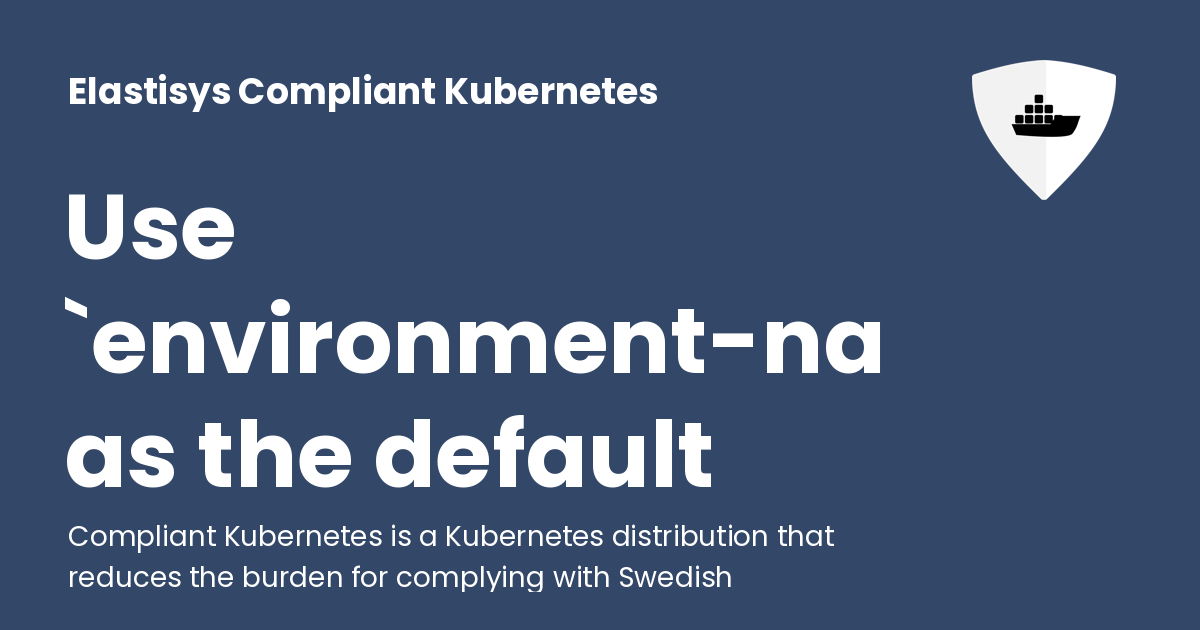 Elastisys Compliant Kubernetes
Use
`environment-na
as the default
Compliant Kubernetes is a Kubernetes distribution that
reduces the burden for complying with Swedish